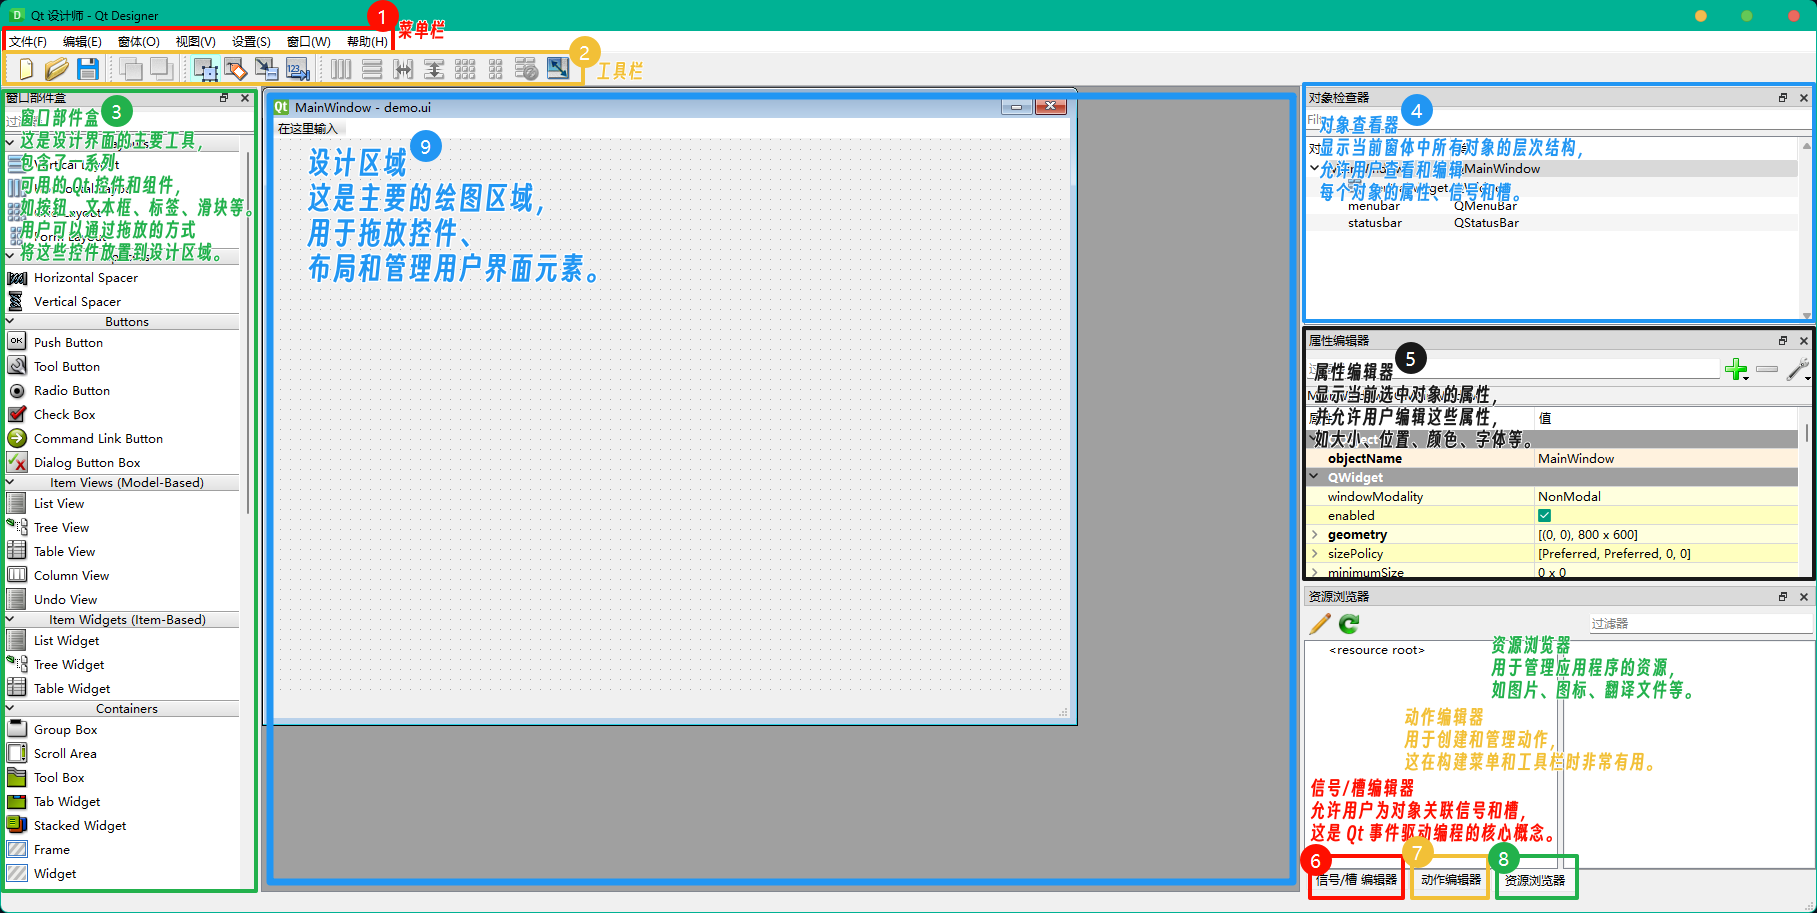 Qt 设计师 - Qt Designer
1
菜单栏
文件(F) 编辑(E) 窗体(O) 视图(V) 设置(S) 窗口(W) 帮助(H)
2
工具栏
窗口部件盒
3
窗口部件盒
这是设计界面的主要工具,
包含了一系列
可用的 Qt 控件和组件,
如按钮、文本框、标签、滑块等。
用户可以通过拖放的方式
将这些控件放置到设计区域。
Horizontal Spacer
Vertical Spacer
Buttons
Push Button
Tool Button
Radio Button
Check Box
Command Link Button
Dialog Button Box
Item Views (Model-Based)
List View
Tree View
Table View
Column View
Undo View
Item Widgets (Item-Based)
List Widget
Tree Widget
Table Widget
Containers
Group Box
Scroll Area
Tool Box
Tab Widget
Stacked Widget
Frame
Widget
MainWindow - demo.ui
在这里输入
9
设计区域
这是主要的绘图区域,
用于拖放控件、
布局和管理用户界面元素。
对象检查器
4
对象查看器
显示当前窗体中所有对象的层次结构,
允许用户查看和编辑
每个对象的属性、信号和槽。
QMainWindow
menubar QMenuBar
statusbar QStatusBar
属性编辑器
5
属性编辑器
显示当前选中对象的属性,
并允许用户编辑这些属性,
如大小、位置、颜色、字体等。
值
objectName MainWindow
QWidget
windowModality NonModal
enabled
geometry [(0, 0), 800 x 600]
sizePolicy [Preferred, Preferred, 0, 0]
minimumSize 0 x 0
资源浏览器
过滤器
<resource root>
资源浏览器
用于管理应用程序的资源,
如图片、图标、翻译文件等。
动作编辑器
用于创建和管理动作,
这在构建菜单和工具栏时非常有用。
信号/槽编辑器
允许用户为对象关联信号和槽,
这是 Qt 事件驱动编程的核心概念。
6 7 8
信号/槽 编辑器 动作编辑器 资源浏览器